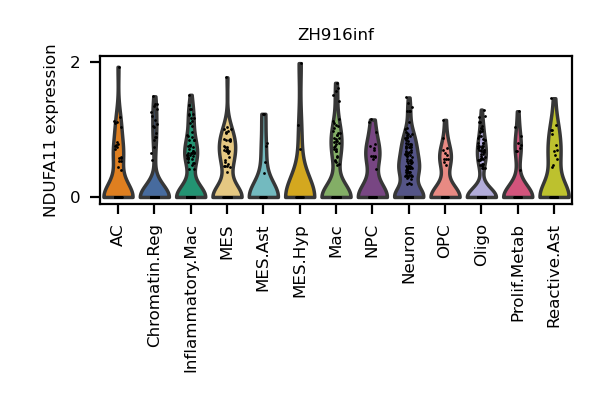 ZH916inf
NDUFA11 expression
2
0
AC
Chromatin.Reg
Inflammatory.Mac
MES
MES.Ast
MES.Hyp
Mac
NPC
Neuron
OPC
Oligo
Prolif.Metab
Reactive.Ast